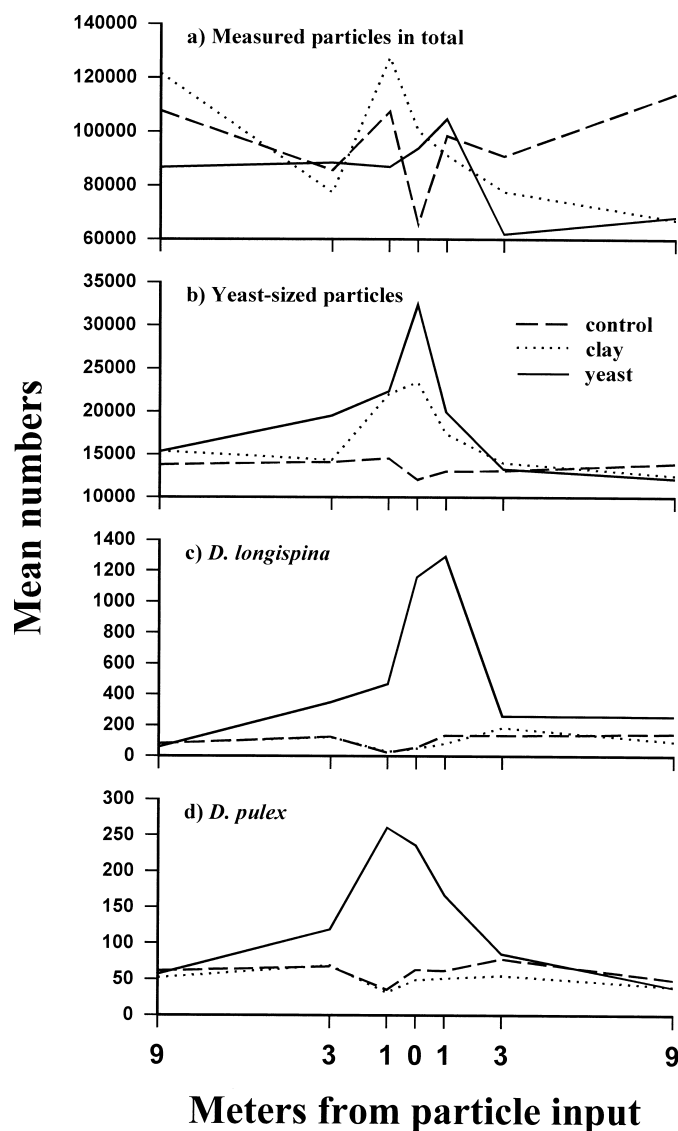 a) Measured particles in total
140000
120000
100000
80000
60000
b) Yeast-sized particles
35000
30000
25000
20000
15000
10000
control
clay
yeast
c) D. longispina
1400
1200
1000
800
600
400
200
0
d) D. pulex
300
250
200
150
100
50
0
Mean numbers
9 3 1 0 1 3 9
Meters from particle input